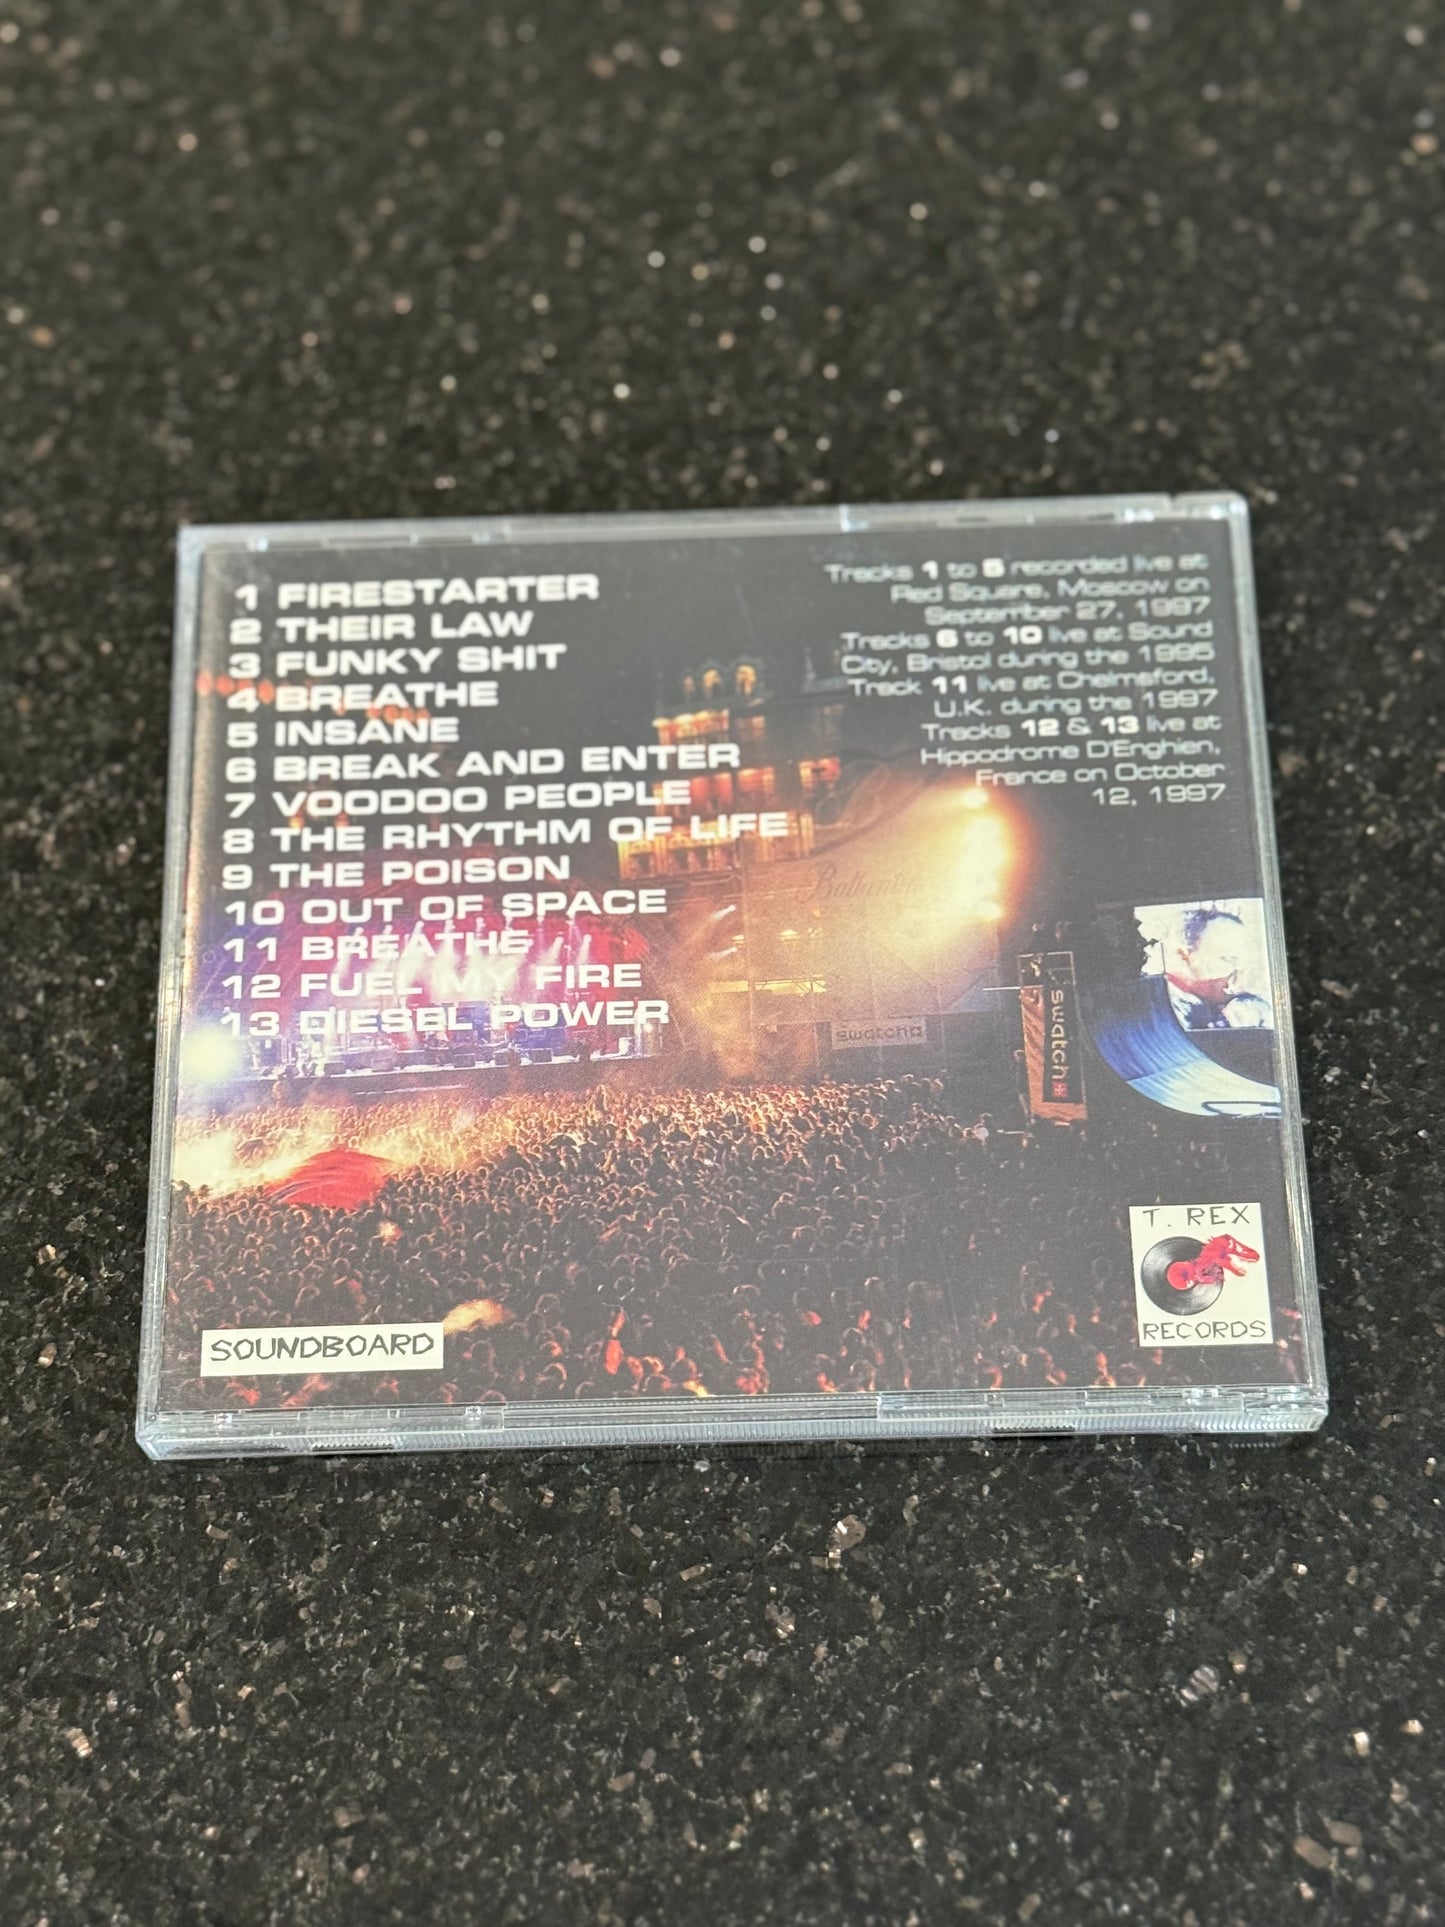 1 FIRESTARTER
2 THEIR LAW
3 FUNKY SHIT
4 BREATHE
5 INSANE
6 BREAK AND ENTER
7 VOODOO PEOPLE
8 THE RHYTHM OF LIFE
9 THE POISON
10 OUT OF SPACE
11 BREATHE
12 FUEL MY FIRE
13 DIESEL POWER
Tracks 1 to 5 recorded live at
Red Square, Moscow on
September 27, 1997
Tracks 6 to 10 live at Sound
City, Bristol during the 1995
Track 11 live at Chelmsford,
U.K. during the 1997
Tracks 12 & 13 live at
Hippodrome D'Enghien,
France on October
12, 1997
swatch
swatch
T. REX
RECORDS
SOUNDBOARD